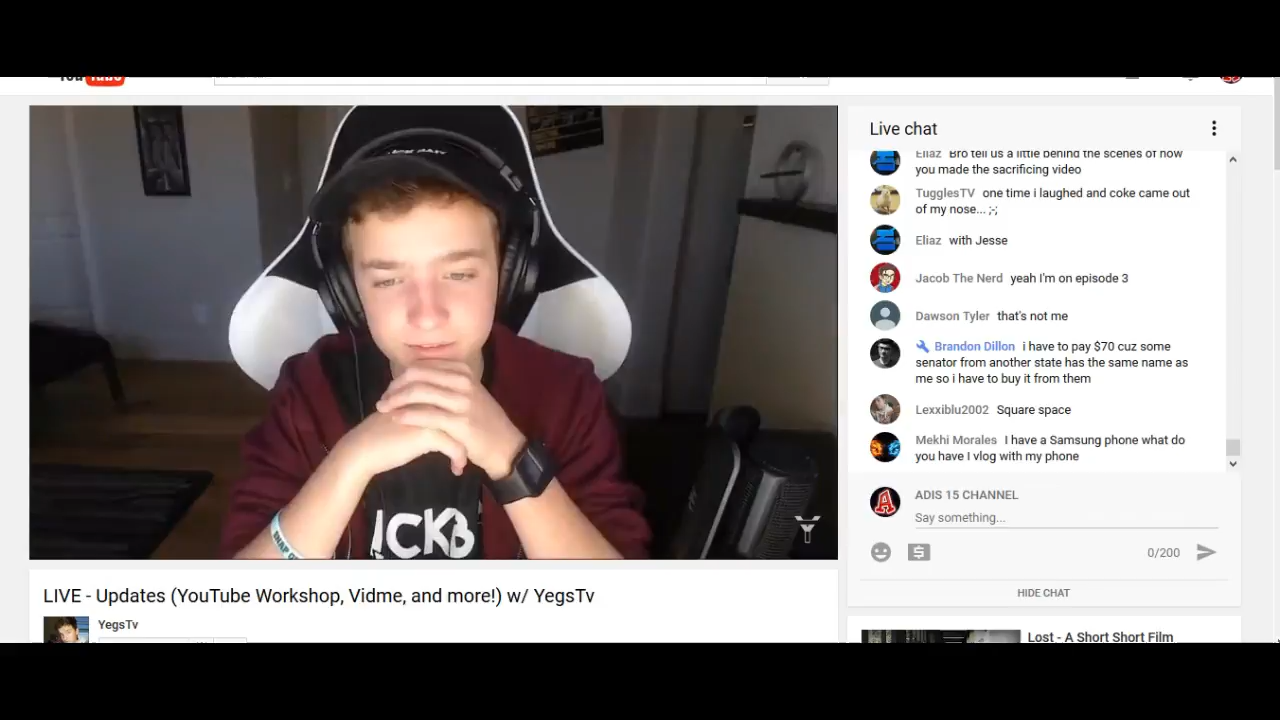 YouTube
Live chat
Eliaz Bro tell us a little behind the scenes of how
you made the sacrificing video
TugglesTV one time i laughed and coke came out
of my nose... ;-;
Eliaz with Jesse
Jacob The Nerd yeah I'm on episode 3
Dawson Tyler that's not me
Brandon Dillon i have to pay $70 cuz some
senator from another state has the same name as
me so i have to buy it from them
Lexxiblu2002 Square space
Mekhi Morales I have a Samsung phone what do
you have I vlog with my phone
ADIS 15 CHANNEL
Say something...
0/200
HIDE CHAT
ICKB
LIVE - Updates (YouTube Workshop, Vidme, and more!) w/ YegsTv
YegsTv
Lost - A Short Short Film